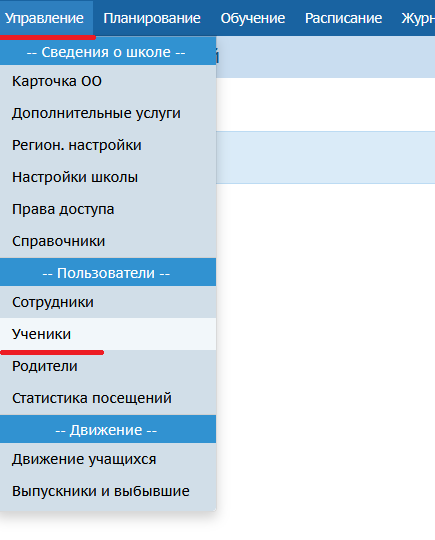 Управление Планирование Обучение Расписание Журн
-- Сведения о школе --
й
Карточка ОО
Дополнительные услуги
Регион. настройки
Настройки школы
Права доступа
Справочники
-- Пользователи --
Сотрудники
Ученики
Родители
Статистика посещений
-- Движение --
Движение учащихся
Выпускники и выбывшие